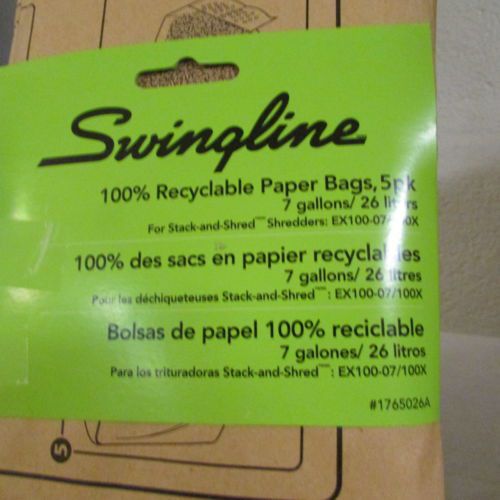 Swingline
100% Recyclable Paper Bags, 5pk
7 gallons/ 26 liters
For Stack-and-Shred™ Shredders: EX100-07/100X
100% des sacs en papier recyclables
7 gallons/ 26 litres
Pour les déchiqueteuses Stack-and-Shred™: EX100-07/100X
Bolsas de papel 100% reciclable
7 galones/ 26 litros
Para los trituradoras Stack-and-Shred™: EX100-07/100X
#1765026A
5